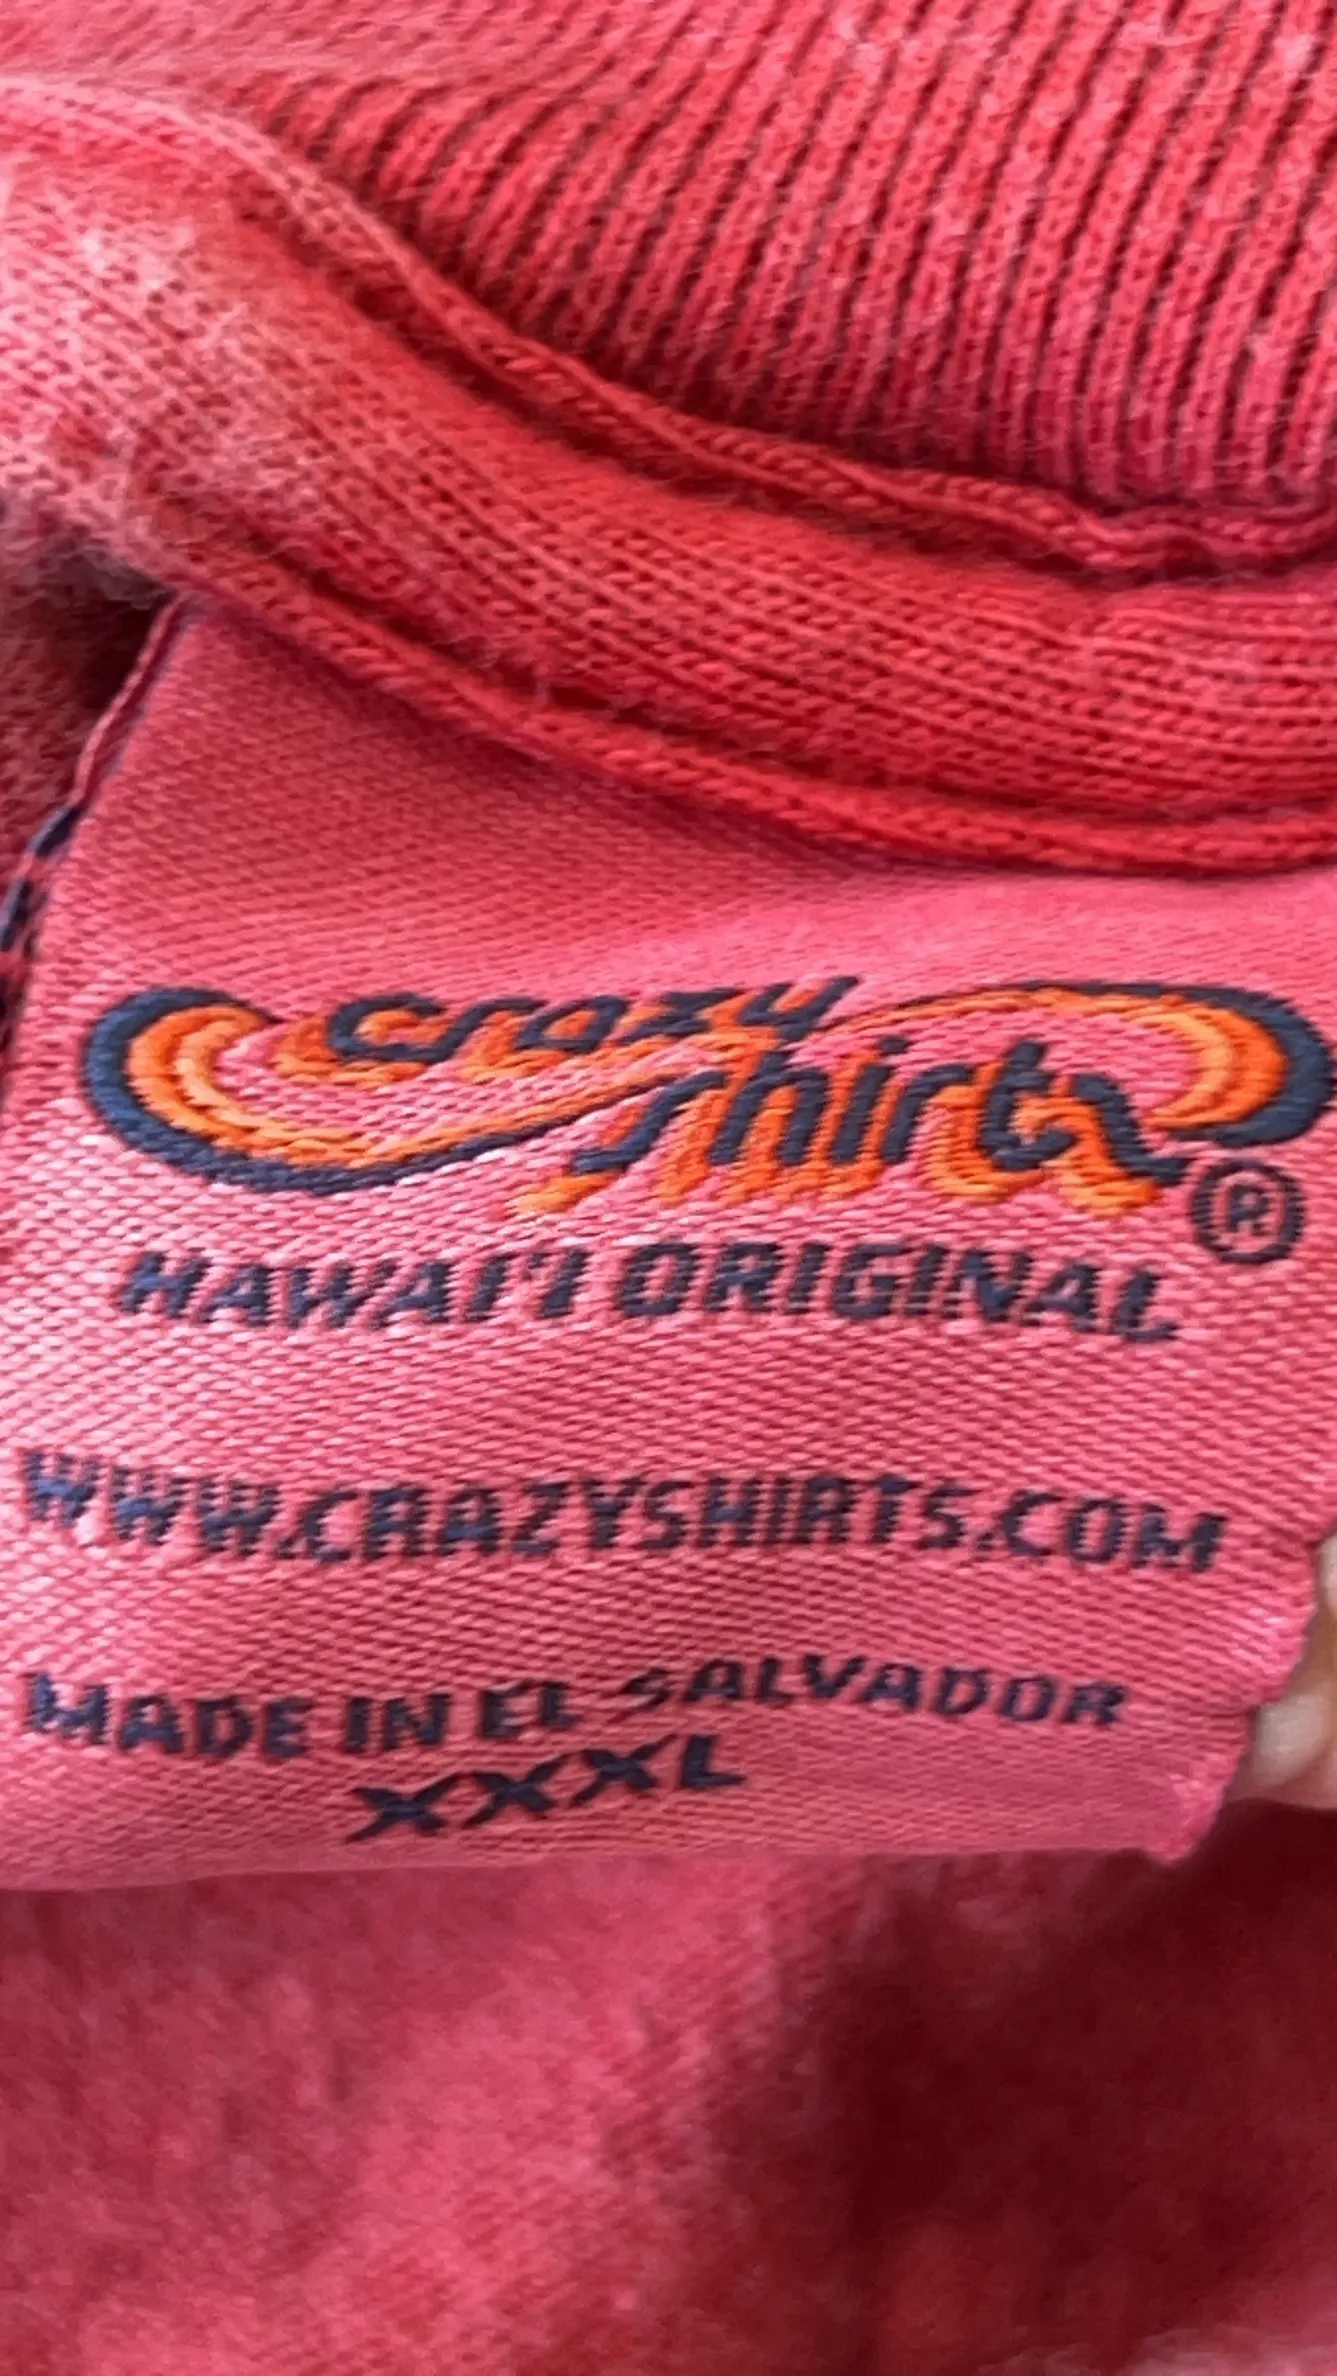 crazy
shirts®
HAWAI'I ORIGINAL
WWW.CRAZYSHIRTS.COM
MADE IN EL SALVADOR
XXXL